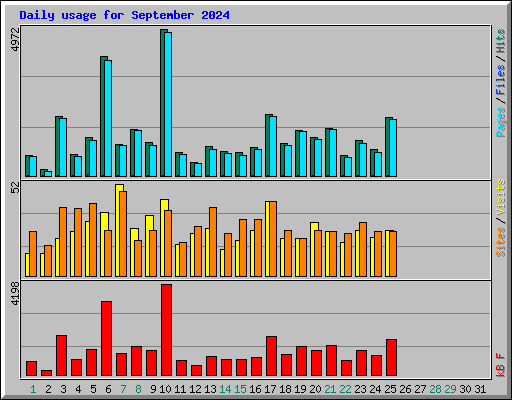 Daily usage for September 2024
4972
52
4198
Pages / Files / Hits
Sites / Visits
kB F
1 2 3 4 5 6 7 8 9 10 11 12 13 14 15 16 17 18 19 20 21 22 23 24 25 26 27 28 29 30 31